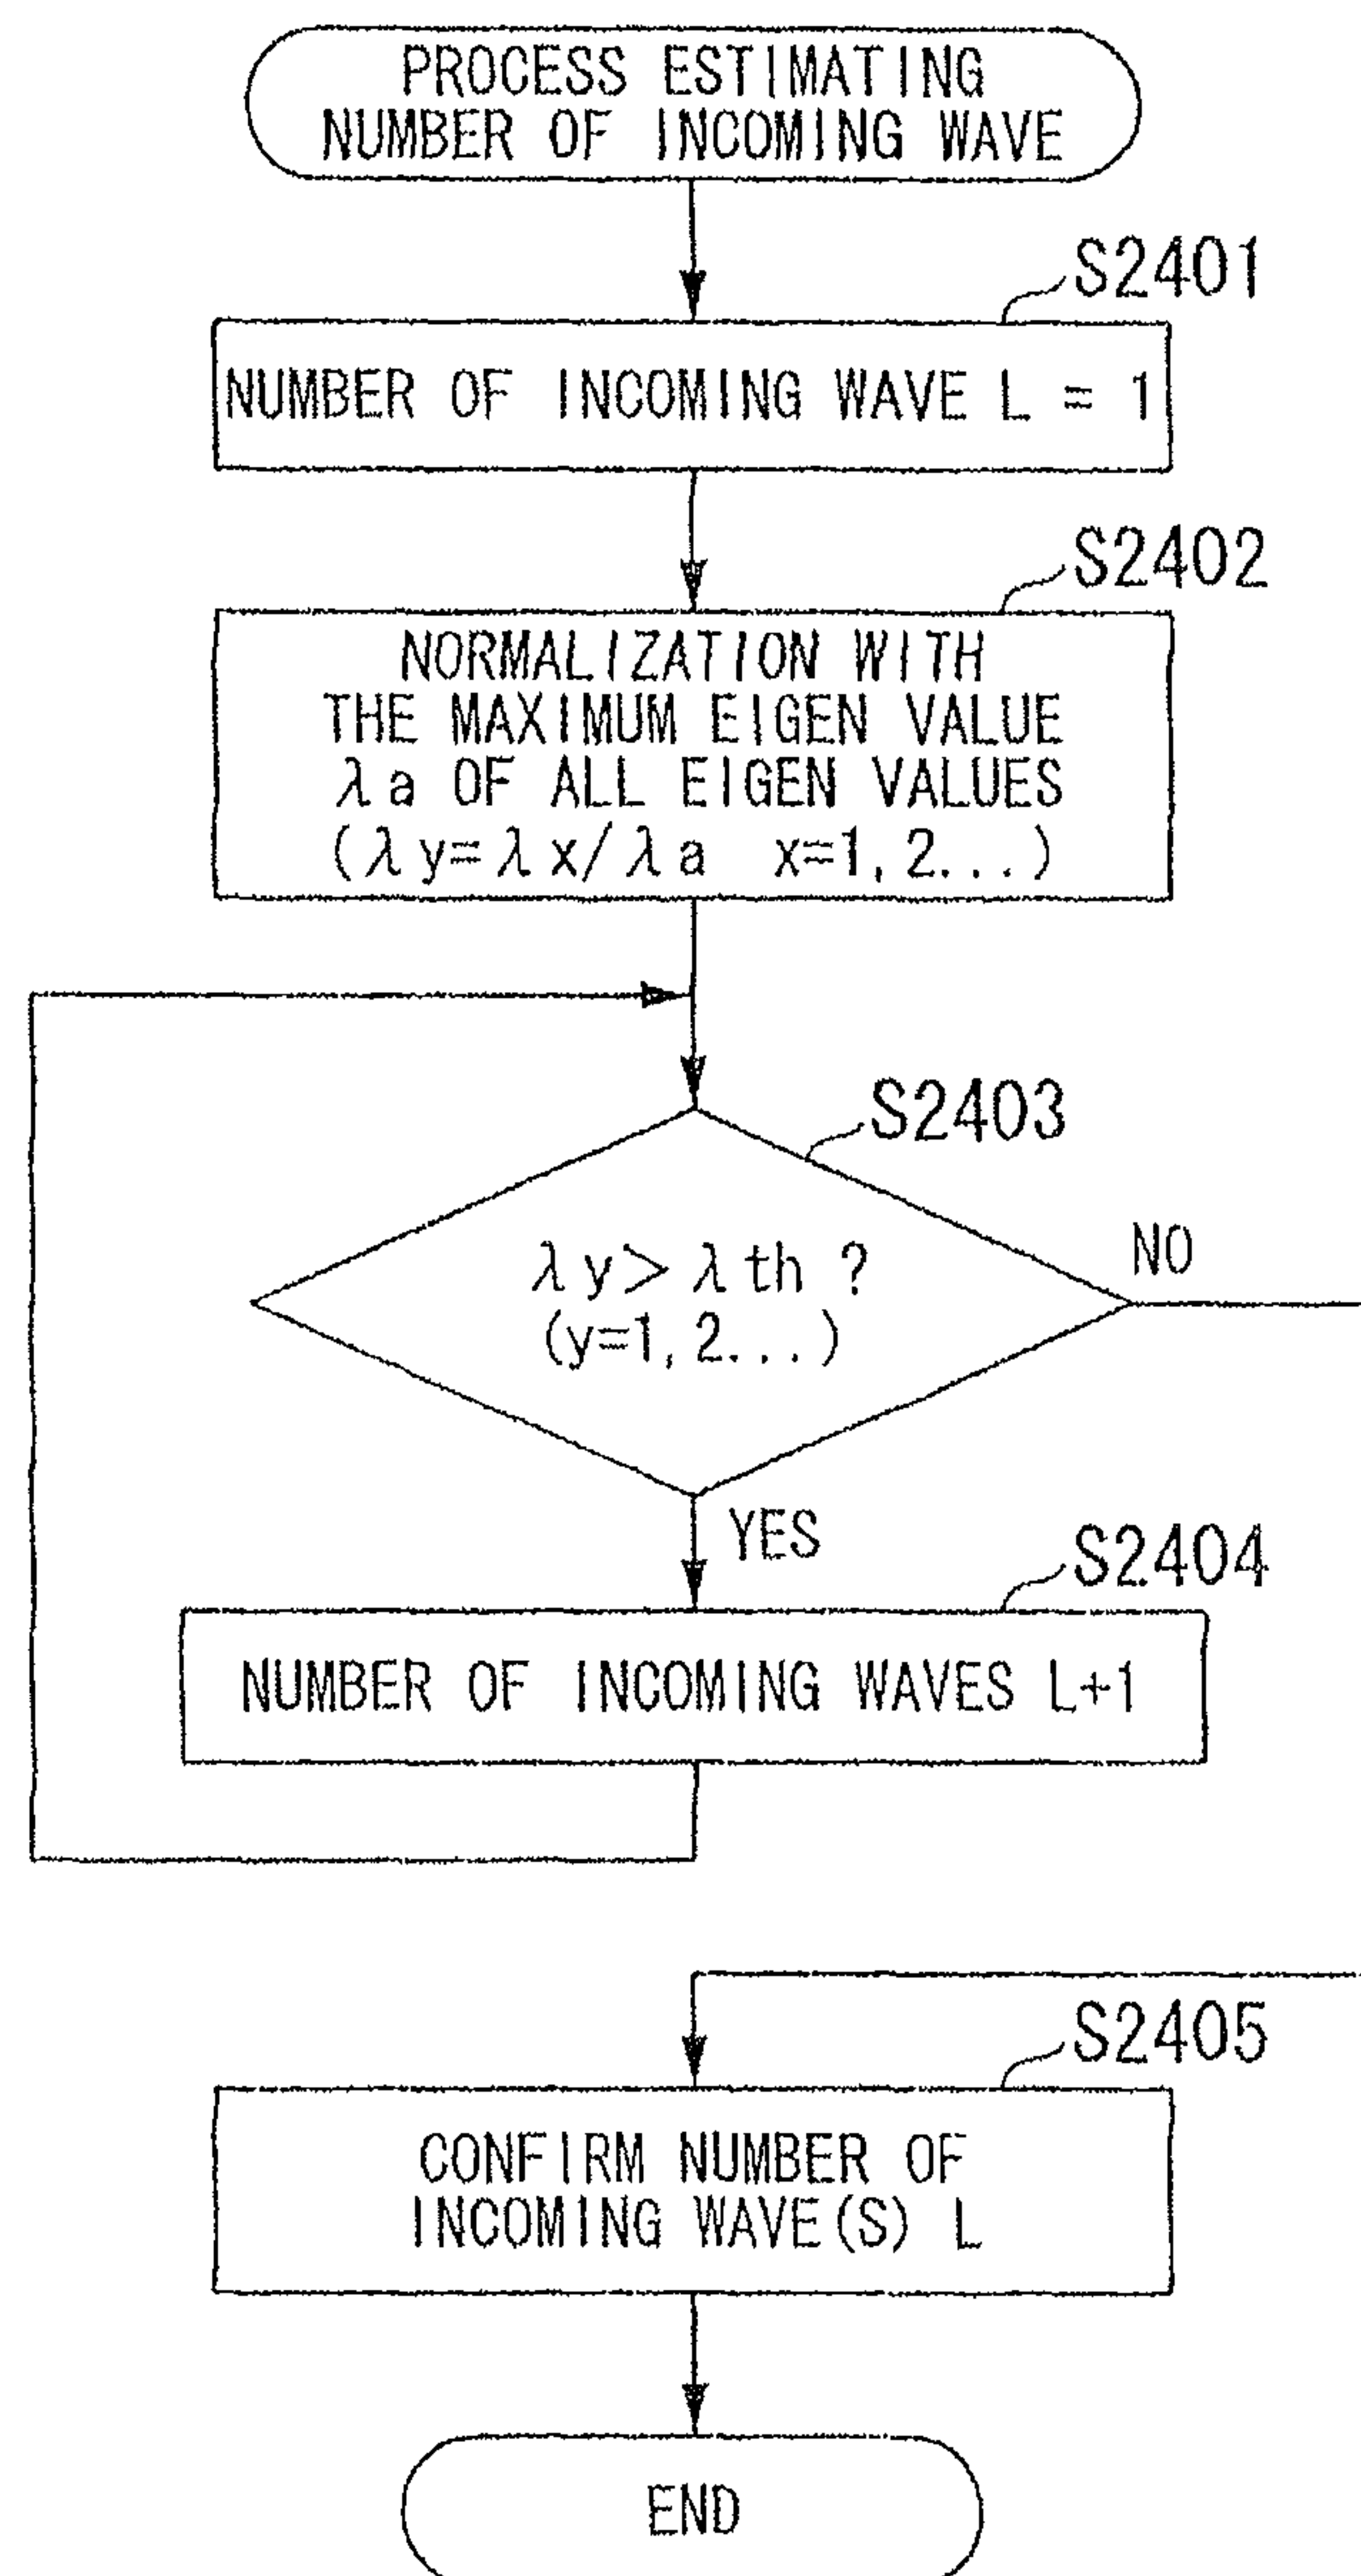 PROCESS ESTIMATING
NUMBER OF INCOMING WAVE
S2401
NUMBER OF INCOMING WAVE L = 1
S2402
NORMALIZATION WITH
THE MAXIMUM EIGEN VALUE
λa OF ALL EIGEN VALUES
(λy=λx/λa x=1, 2...)
S2403
λy>λth ?
(y=1, 2...)
NO
YES
S2404
NUMBER OF INCOMING WAVES L+1
S2405
CONFIRM NUMBER OF
INCOMING WAVE(S) L
END